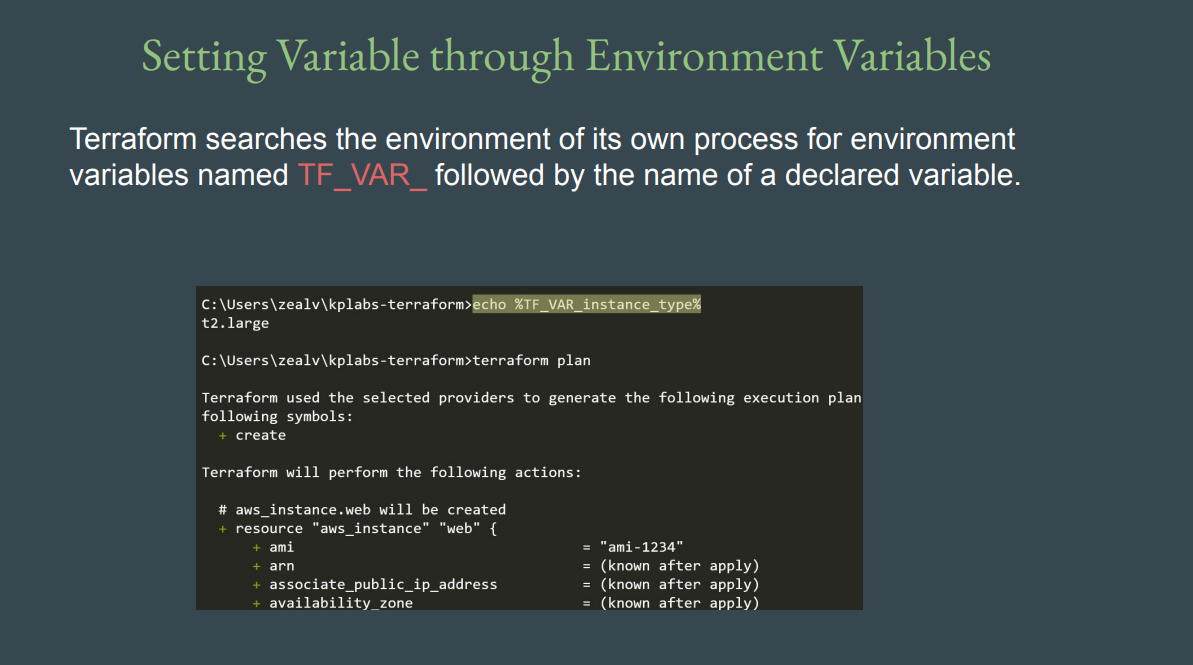 Setting Variable through Environment Variables
Terraform searches the environment of its own process for environment
variables named TF_VAR_ followed by the name of a declared variable.
C:\Users\zealv\kplabs-terraform>echo %TF_VAR_instance_type%
t2.large
C:\Users\zealv\kplabs-terraform>terraform plan
Terraform used the selected providers to generate the following execution plan
following symbols:
+ create
Terraform will perform the following actions:
# aws_instance.web will be created
+ resource "aws_instance" "web" {
+ ami = "ami-1234"
+ arn = (known after apply)
+ associate_public_ip_address = (known after apply)
+ availability_zone = (known after apply)